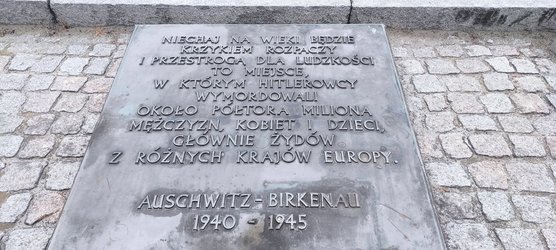 NIECHAJ NA WIEKI BĘDZIE
KRZYKIEM ROZPACZY
I PRZESTROGĄ DLA LUDZKOŚCI
TO MIEJSCE,
W KTÓRYM HITLEROWCY
WYMORDOWALI
OKOŁO PÓŁTORA MILIONA
MĘŻCZYZN, KOBIET I DZIECI,
GŁÓWNIE ŻYDÓW
Z RÓŻNYCH KRAJÓW EUROPY.
AUSCHWITZ - BIRKENAU
1940 - 1945